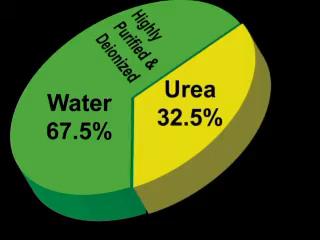 Highly
Purified &
Deionized
Water
67.5%
Urea
32.5%